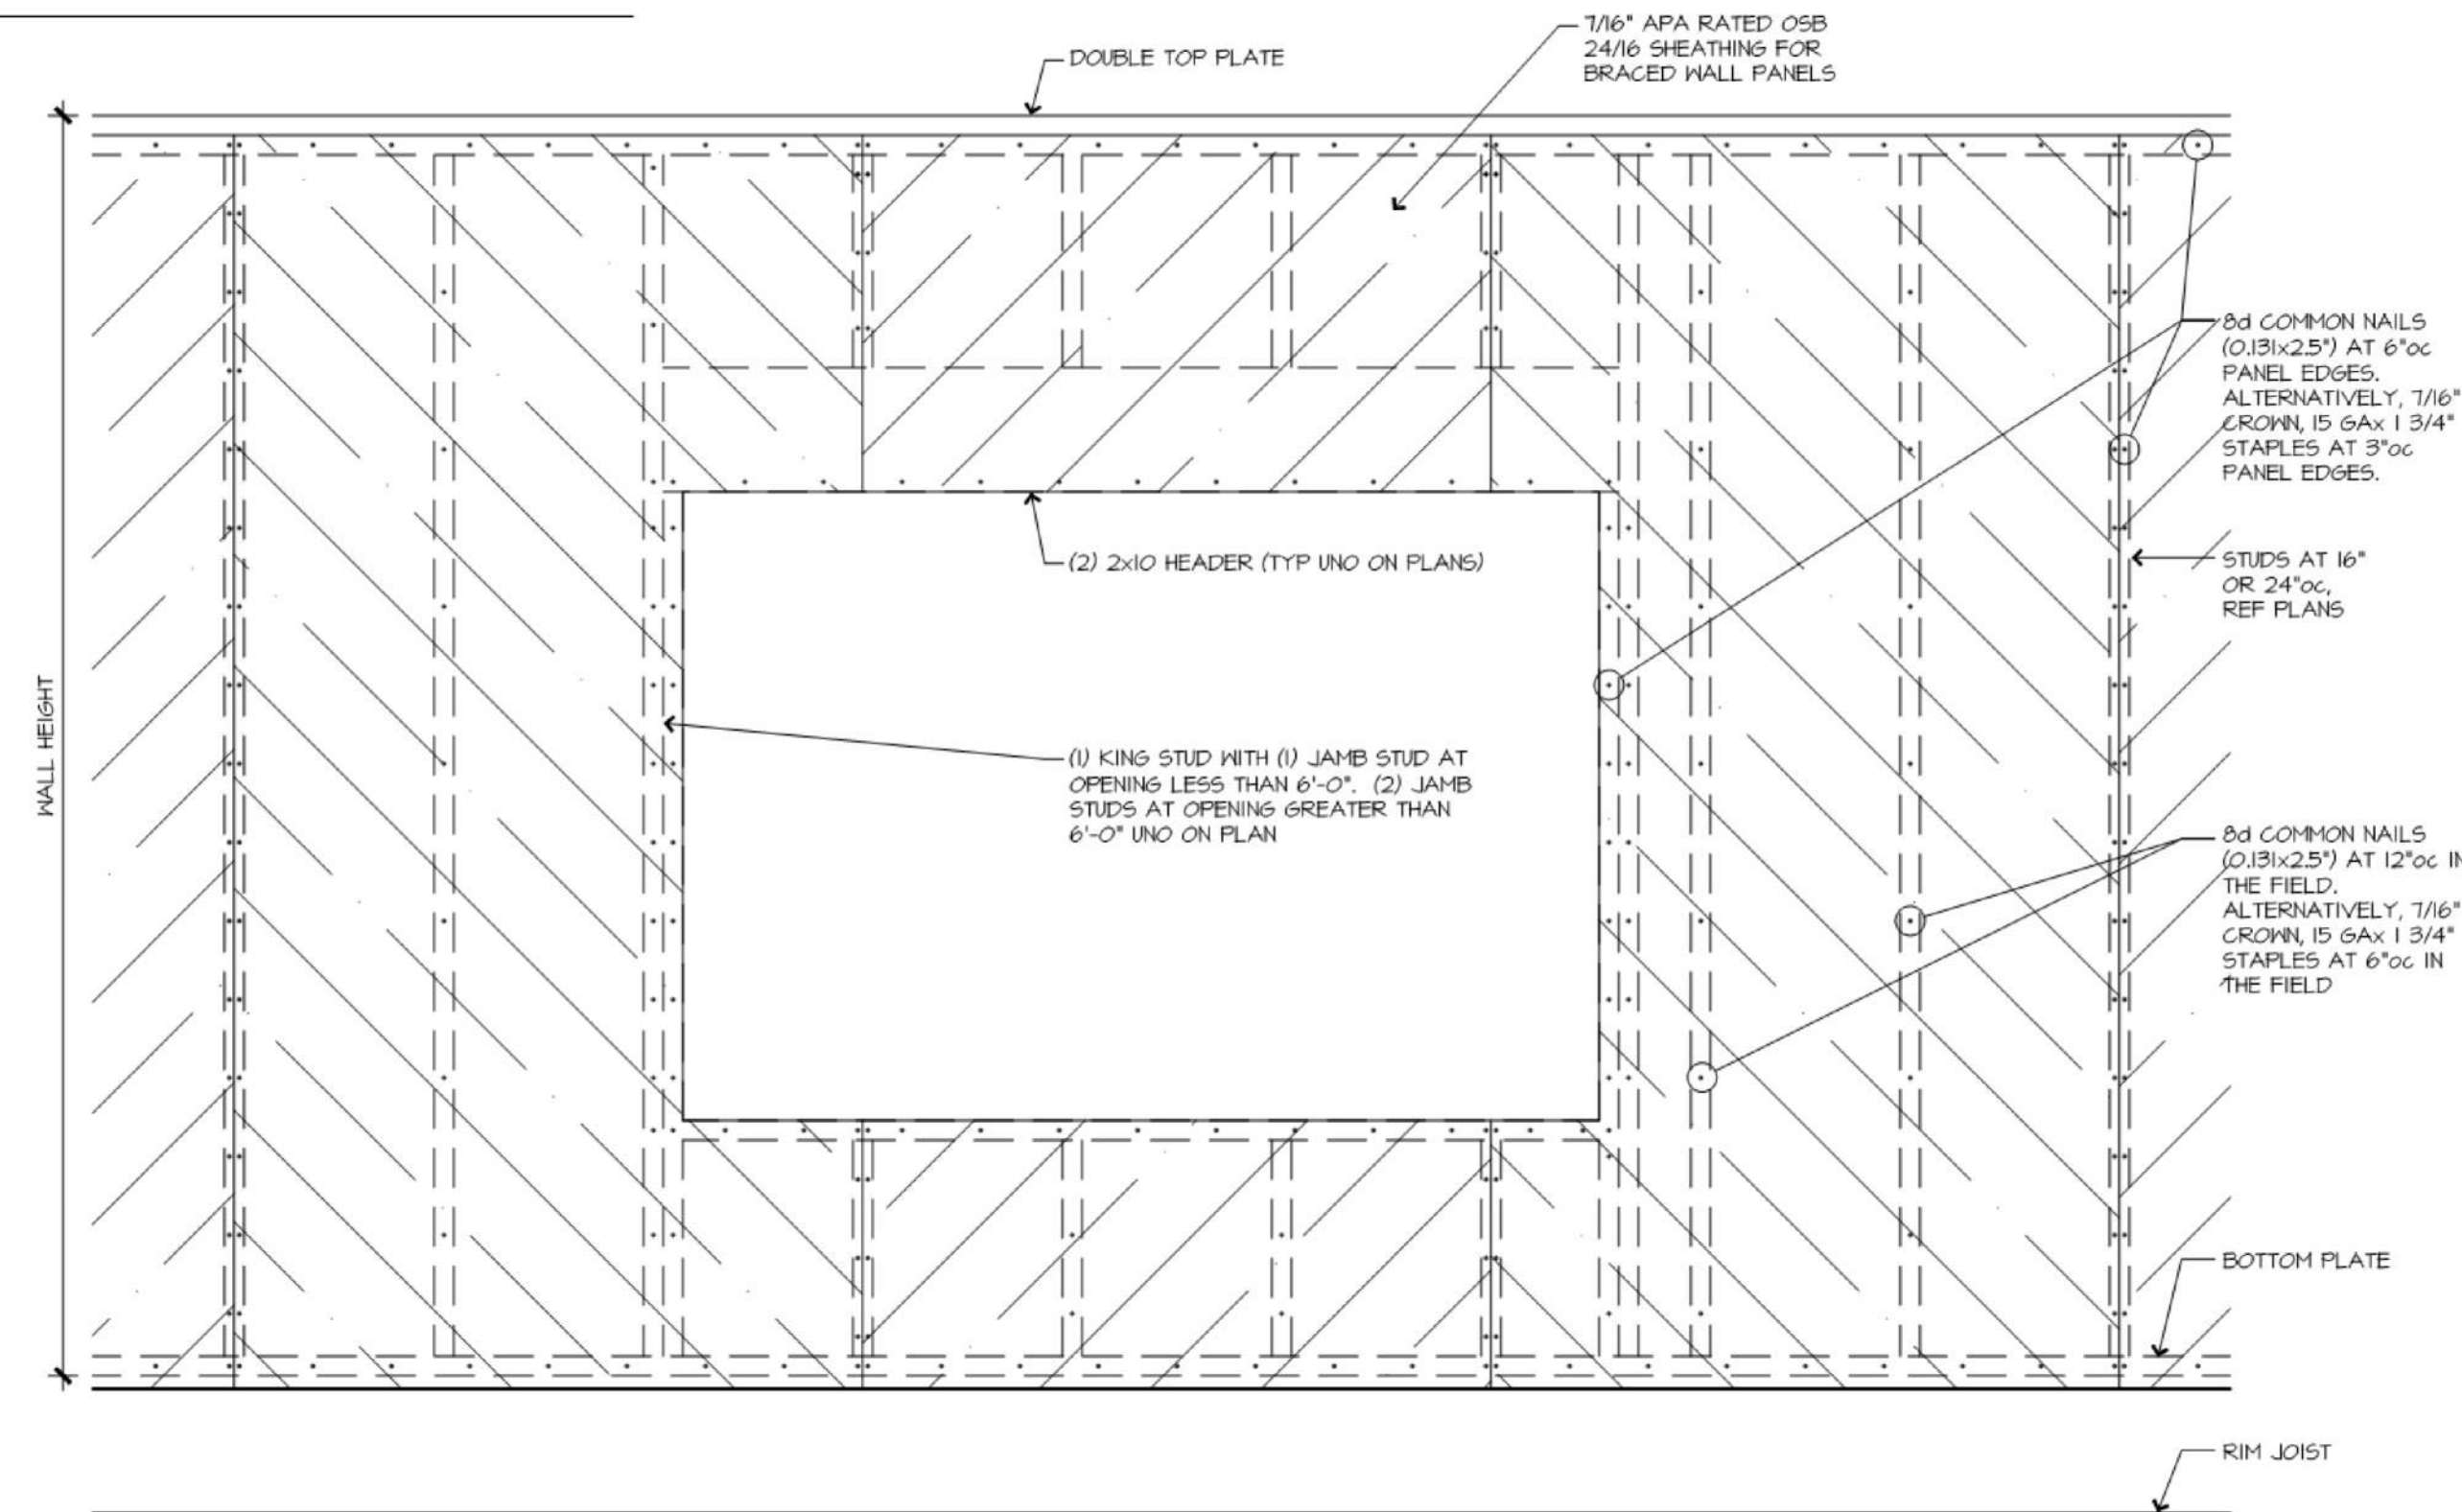 7/16" APA RATED OSB
24/16 SHEATHING FOR
BRACED WALL PANELS
DOUBLE TOP PLATE
8d COMMON NAILS
(0.131x2.5") AT 6"oc
PANEL EDGES.
ALTERNATIVELY, 7/16"
CROWN, 15 GAx 1 3/4"
STAPLES AT 3"oc
PANEL EDGES.
(2) 2x10 HEADER (TYP UNO ON PLANS)
STUDS AT 16"
OR 24"oc,
REF PLANS
WALL HEIGHT
(1) KING STUD WITH (1) JAMB STUD AT
OPENING LESS THAN 6'-0". (2) JAMB
STUDS AT OPENING GREATER THAN
6'-0" UNO ON PLAN
8d COMMON NAILS
(0.131x2.5") AT 12"oc IN
THE FIELD.
ALTERNATIVELY, 7/16"
CROWN, 15 GAx 1 3/4"
STAPLES AT 6"oc IN
THE FIELD
BOTTOM PLATE
RIM JOIST